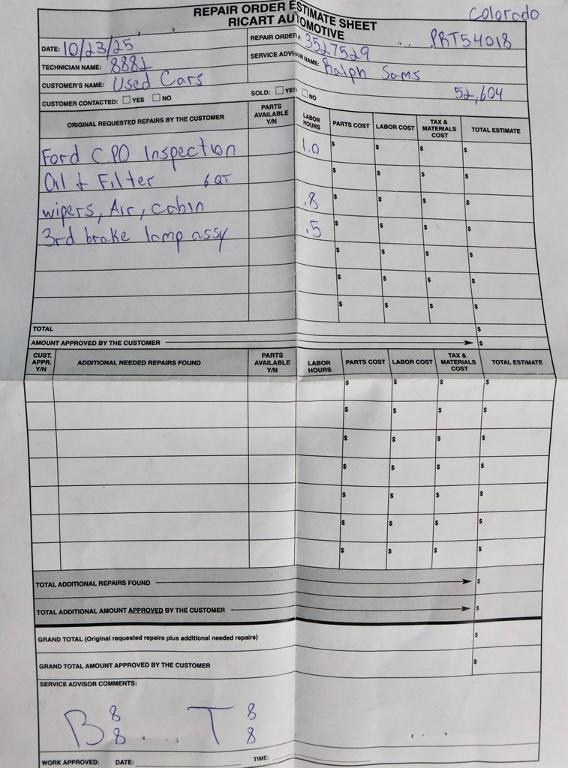 Colorado
REPAIR ORDER ESTIMATE SHEET
RICART AUTOMOTIVE
DATE: 10/23/25
REPAIR ORDER# 3527529
PRT54018
TECHNICIAN NAME: 8881
SERVICE ADVISOR NAME: Ralph Sams
CUSTOMER'S NAME: Used Cars
52,604
CUSTOMER CONTACTED: YES NO SOLD: YES NO
ORIGINAL REQUESTED REPAIRS BY THE CUSTOMER PARTS AVAILABLE Y/N LABOR HOURS PARTS COST LABOR COST TAX & MATERIALS COST TOTAL ESTIMATE
Ford CPO Inspection 1.0 $ $ $ $
Oil & Filter 6 QT $ $ $ $
wipers, Air, cabin .8 $ $ $ $
3rd brake lamp assy .5 $ $ $ $
$ $ $ $
$ $ $ $
$ $ $ $
TOTAL $
AMOUNT APPROVED BY THE CUSTOMER $
CUST. APPR. Y/N ADDITIONAL NEEDED REPAIRS FOUND PARTS AVAILABLE Y/N LABOR HOURS PARTS COST LABOR COST TAX & MATERIALS COST TOTAL ESTIMATE
$ $ $ $
$ $ $ $
$ $ $ $
$ $ $ $
$ $ $ $
$ $ $ $
$ $ $ $
TOTAL ADDITIONAL REPAIRS FOUND $
TOTAL ADDITIONAL AMOUNT APPROVED BY THE CUSTOMER $
GRAND TOTAL (Original requested repairs plus additional needed repairs) $
GRAND TOTAL AMOUNT APPROVED BY THE CUSTOMER $
SERVICE ADVISOR COMMENTS:
B 8 8 T 8 8
WORK APPROVED: DATE: TIME: